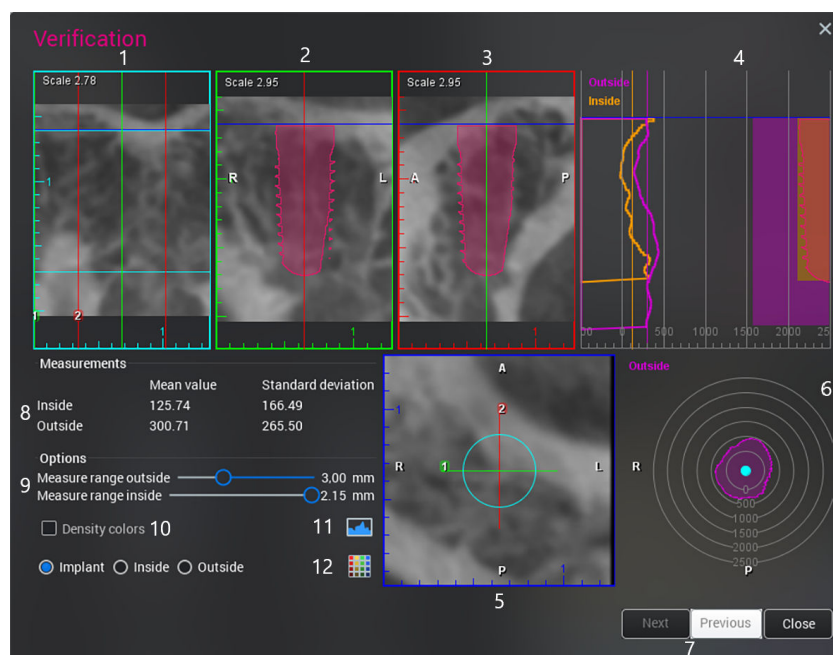 Verification
×
1
2
3
4
Scale 2.78
Scale 2.95
Scale 2.95
Outside
Inside
R
L
A
P
1
1
2
1
1
1
00 0 500 1000 1500 2000 25
Measurements
Mean value Standard deviation
8 Inside 125.74 166.49
Outside 300.71 265.50
Options
9 Measure range outside 3,00 mm
Measure range inside 2.15 mm
Density colors 10
11
Implant Inside Outside
12
A
1
2
R
1
L
P
1
5
Outside
6
R
0
500
1000
1500
2000
2500
P
Next Previous Close
7